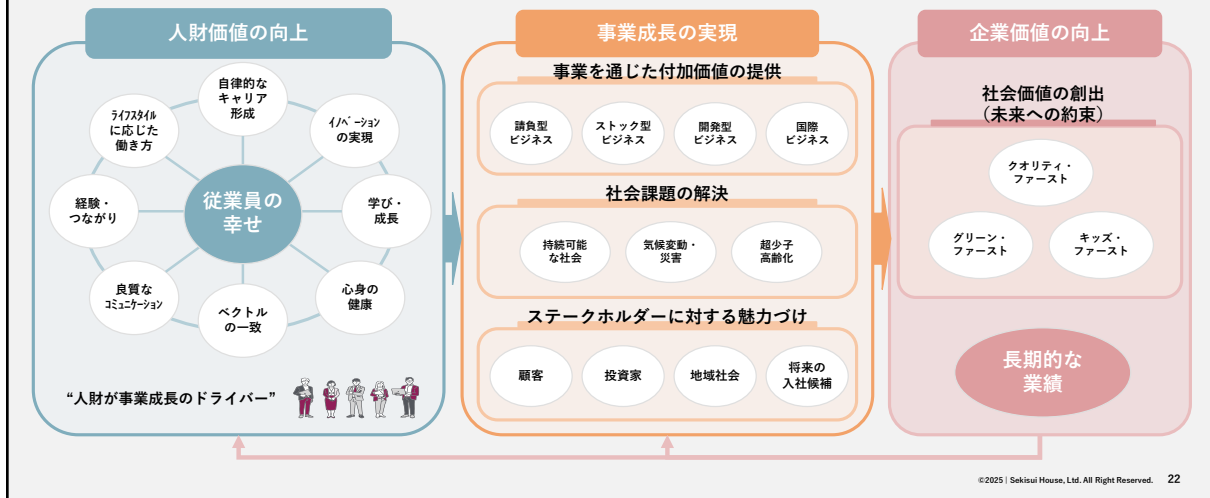 人財価値の向上
自律的な
キャリア
形成
ﾗｲﾌｽﾀｲﾙ
に応じた
働き方
ｲﾉﾍﾞｰｼｮﾝ
の実現
経験・
つながり
従業員の
幸せ
学び・
成長
良質な
ｺﾐｭﾆｹｰｼｮﾝ
ベクトル
の一致
心身の
健康
“人財が事業成長のドライバー”
事業成長の実現
事業を通じた付加価値の提供
請負型
ビジネス
ストック型
ビジネス
開発型
ビジネス
国際
ビジネス
社会課題の解決
持続可能
な社会
気候変動・
災害
超少子
高齢化
ステークホルダーに対する魅力づけ
顧客
投資家
地域社会
将来の
入社候補
企業価値の向上
社会価値の創出
（未来への約束）
クオリティ・
ファースト
グリーン・
ファースト
キッズ・
ファースト
長期的な
業績
©2025 | Sekisui House, Ltd. All Right Reserved. 22